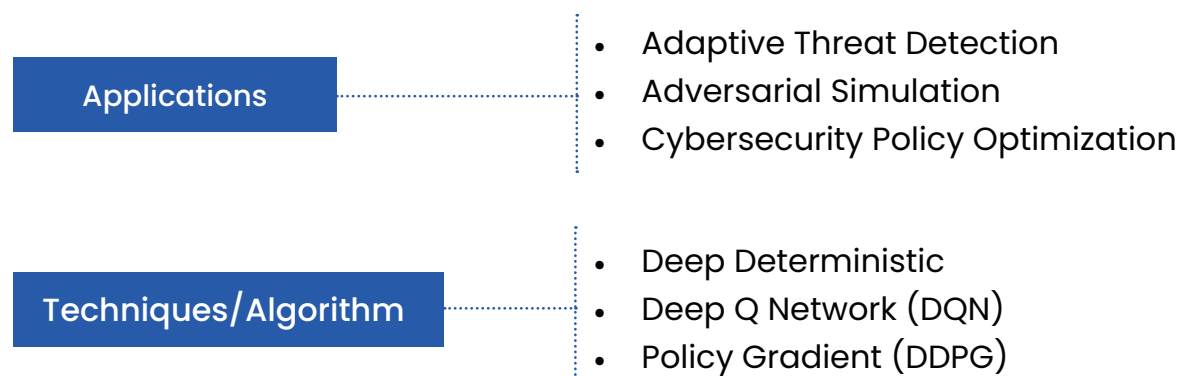 Applications
• Adaptive Threat Detection
• Adversarial Simulation
• Cybersecurity Policy Optimization
Techniques/Algorithm
• Deep Deterministic
• Deep Q Network (DQN)
• Policy Gradient (DDPG)